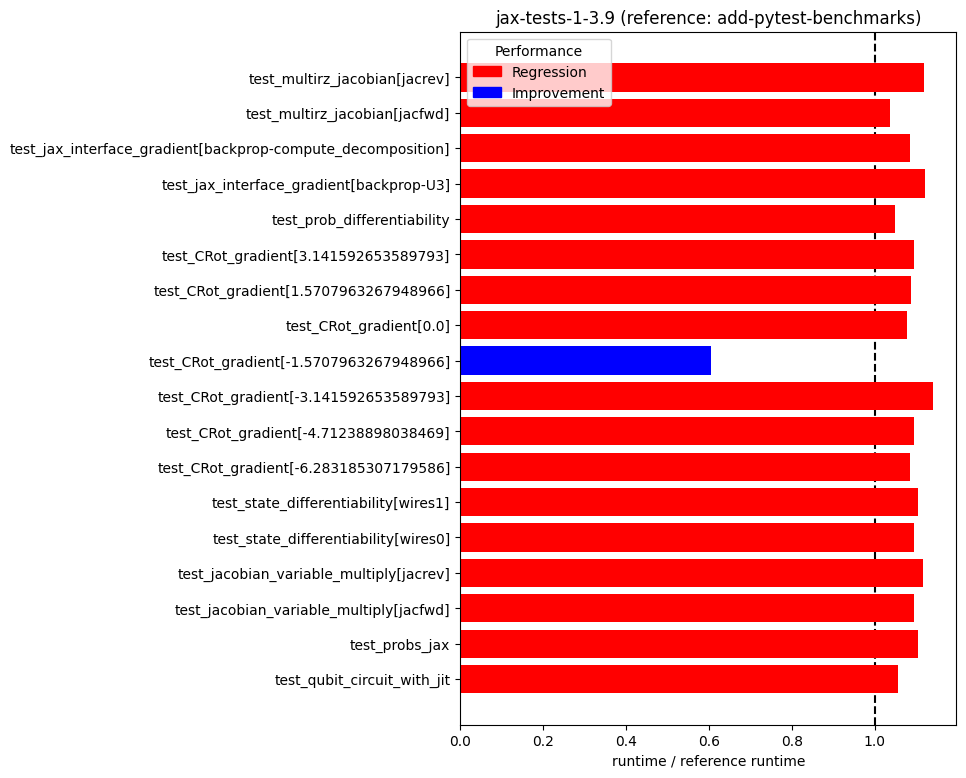 jax-tests-1-3.9 (reference: add-pytest-benchmarks)
Performance
Regression
Improvement
test_multirz_jacobian[jacrev]
test_multirz_jacobian[jacfwd]
test_jax_interface_gradient[backprop-compute_decomposition]
test_jax_interface_gradient[backprop-U3]
test_prob_differentiability
test_CRot_gradient[3.141592653589793]
test_CRot_gradient[1.5707963267948966]
test_CRot_gradient[0.0]
test_CRot_gradient[-1.5707963267948966]
test_CRot_gradient[-3.141592653589793]
test_CRot_gradient[-4.71238898038469]
test_CRot_gradient[-6.283185307179586]
test_state_differentiability[wires1]
test_state_differentiability[wires0]
test_jacobian_variable_multiply[jacrev]
test_jacobian_variable_multiply[jacfwd]
test_probs_jax
test_qubit_circuit_with_jit
0.0 0.2 0.4 0.6 0.8 1.0
runtime / reference runtime